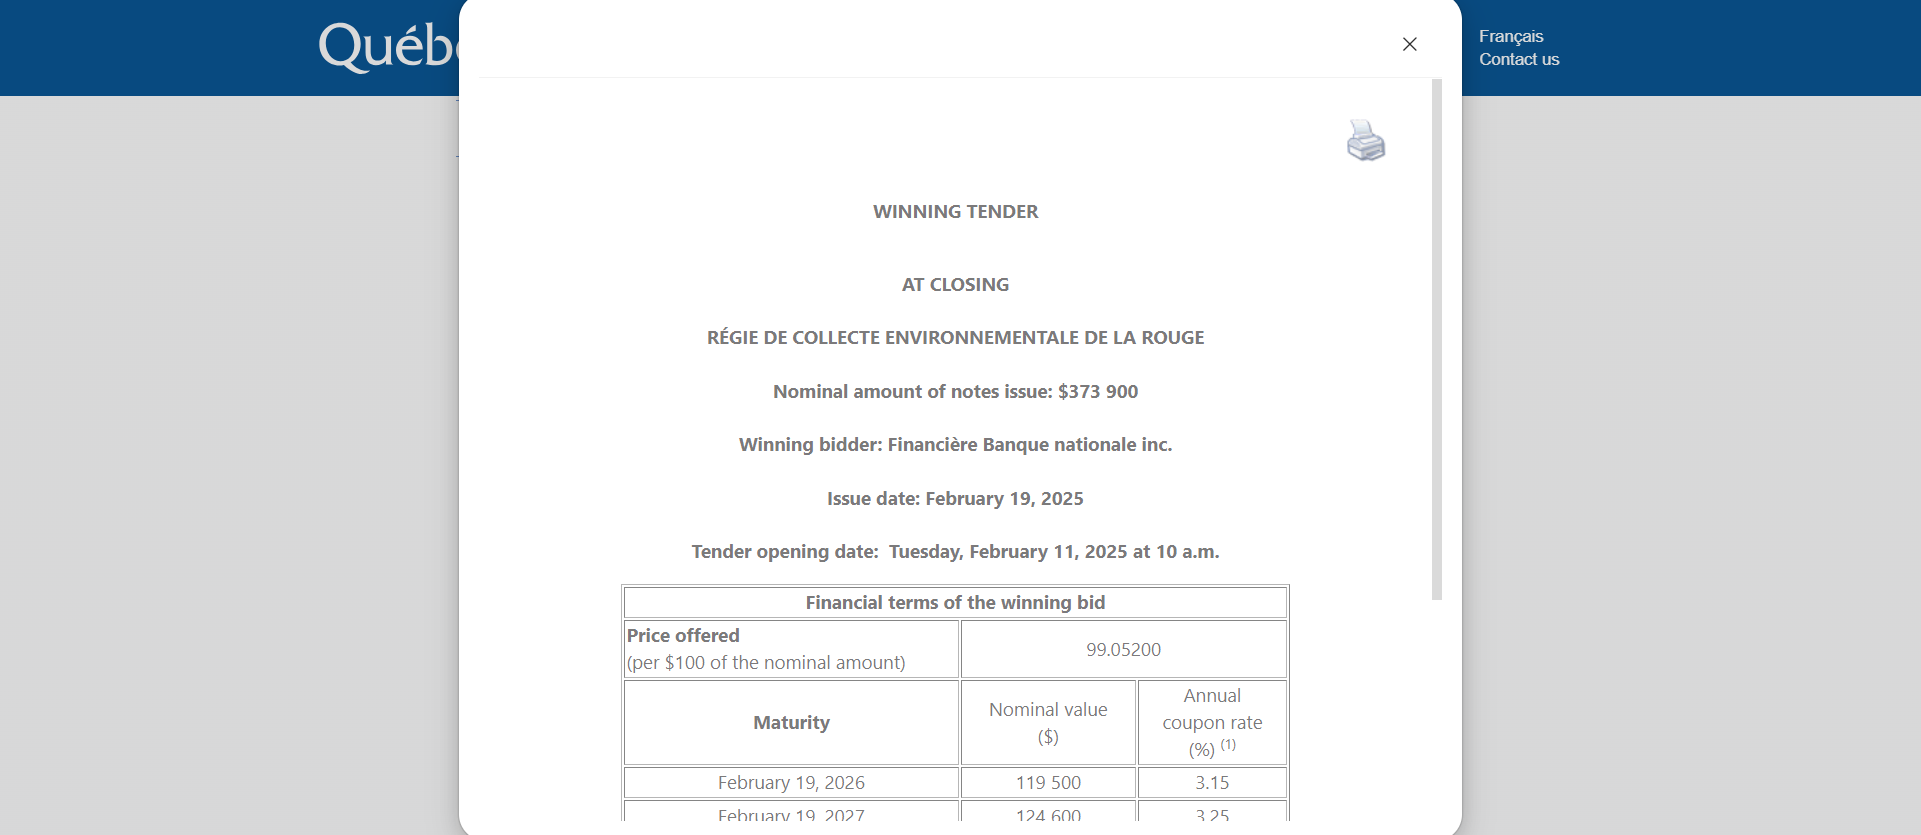 Français
Contact us
WINNING TENDER
AT CLOSING
RÉGIE DE COLLECTE ENVIRONNEMENTALE DE LA ROUGE
Nominal amount of notes issue: $373 900
Winning bidder: Financière Banque nationale inc.
Issue date: February 19, 2025
Tender opening date:  Tuesday, February 11, 2025 at 10 a.m.
Financial terms of the winning bid
Price offered
(per $100 of the nominal amount)
99.05200
Maturity
Nominal value
($)
Annual
coupon rate
(%) (1)
February 19, 2026
119 500
3.15
February 19, 2027
124 600
3.25